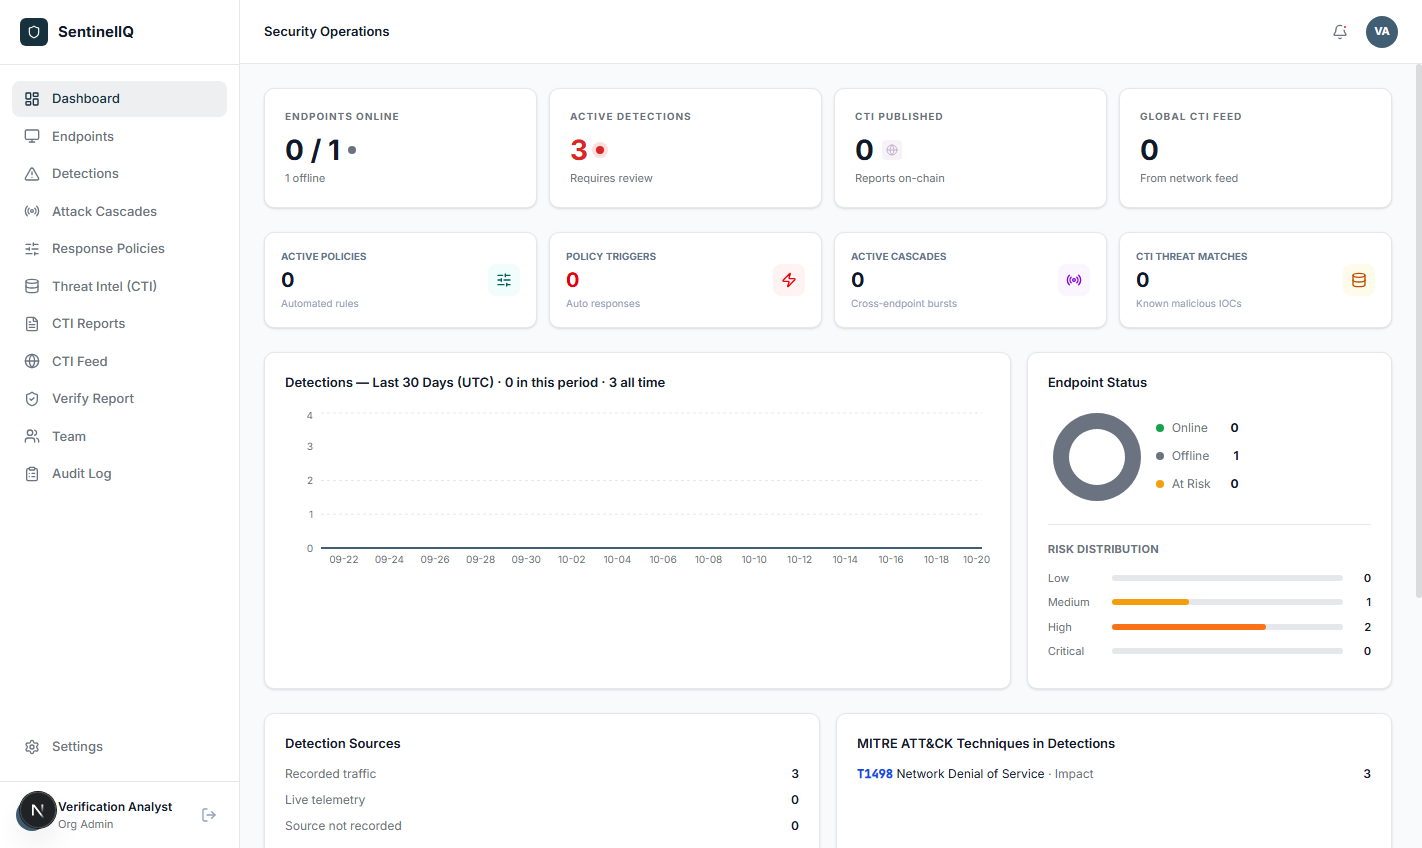 SentinelIQ
Security Operations
VA
Dashboard
Endpoints
Detections
Attack Cascades
Response Policies
Threat Intel (CTI)
CTI Reports
CTI Feed
Verify Report
Team
Audit Log
Settings
N
Verification Analyst
Org Admin
ENDPOINTS ONLINE
0 / 1
1 offline
ACTIVE DETECTIONS
3
Requires review
CTI PUBLISHED
0
Reports on-chain
GLOBAL CTI FEED
0
From network feed
ACTIVE POLICIES
0
Automated rules
POLICY TRIGGERS
0
Auto responses
ACTIVE CASCADES
0
Cross-endpoint bursts
CTI THREAT MATCHES
0
Known malicious IOCs
Detections — Last 30 Days (UTC) · 0 in this period · 3 all time
4
3
2
1
0
09-22 09-24 09-26 09-28 09-30 10-02 10-04 10-06 10-08 10-10 10-12 10-14 10-16 10-18 10-20
Endpoint Status
Online 0
Offline 1
At Risk 0
RISK DISTRIBUTION
Low 0
Medium 1
High 2
Critical 0
Detection Sources
Recorded traffic 3
Live telemetry 0
Source not recorded 0
MITRE ATT&CK Techniques in Detections
T1498 Network Denial of Service · Impact 3